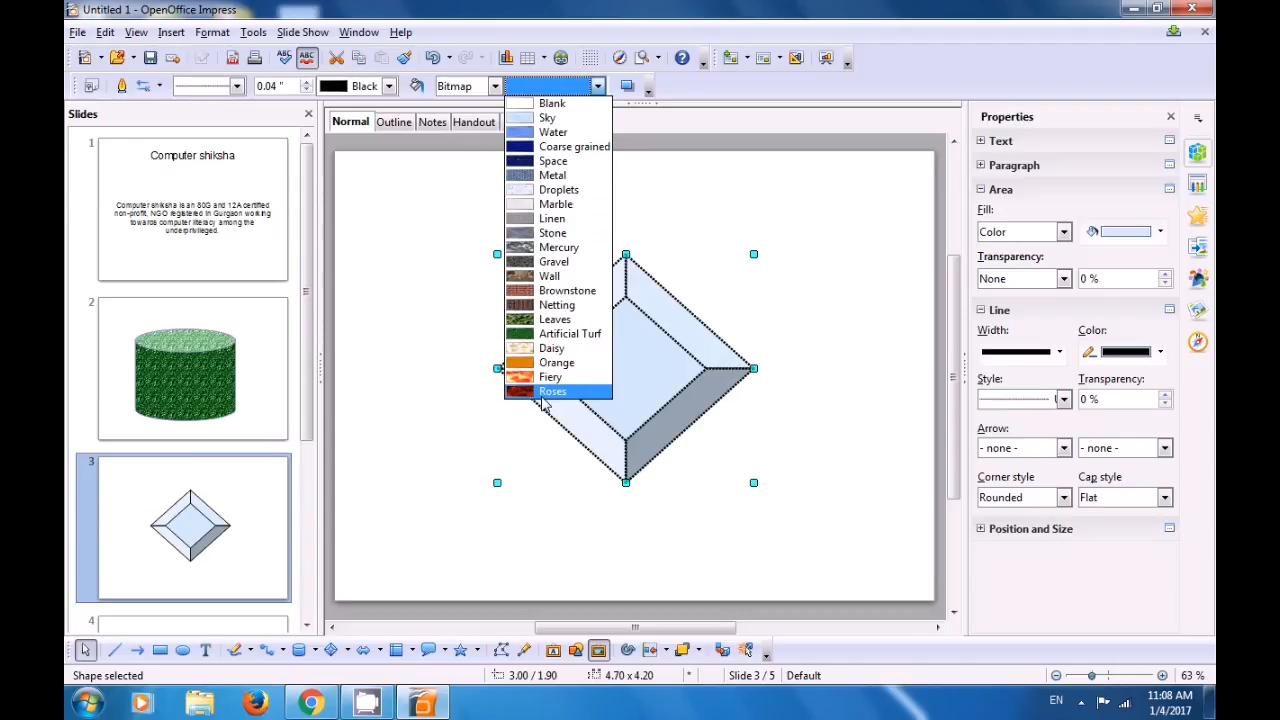 Untitled 1 - OpenOffice Impress
File Edit View Insert Format Tools Slide Show Window Help
0.04 " Black Bitmap
Slides
Normal Outline Notes Handout
Blank
Sky
Water
Coarse grained
Space
Metal
Droplets
Marble
Linen
Stone
Mercury
Gravel
Wall
Brownstone
Netting
Leaves
Artificial Turf
Daisy
Orange
Fiery
Roses
1
Computer shiksha
Computer shiksha is an 80G and 12A certified
non-profit, NGO registered in Gurgaon working
towards computer literacy among the
underprivileged.
2
3
4
Properties
Text
Paragraph
Area
Fill:
Color
Transparency:
None 0 %
Line
Width: Color:
Style: Transparency:
0 %
Arrow:
- none - - none -
Corner style Cap style
Rounded Flat
Position and Size
Shape selected 3.00 / 1.90 4.70 x 4.20 * Slide 3 / 5 Default 63 %
EN 11:08 AM
1/4/2017